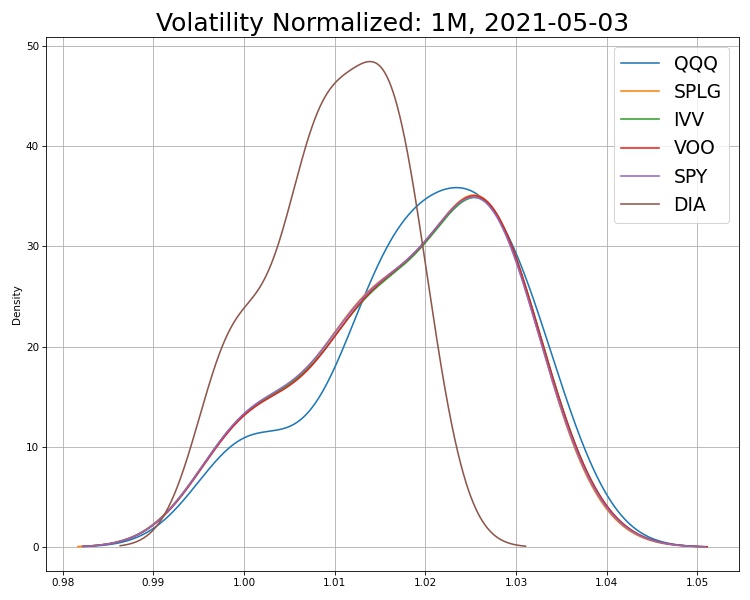 Volatility Normalized: 1M, 2021-05-03
QQQ
SPLG
IVV
VOO
SPY
DIA
Density
50
40
30
20
10
0
0.98 0.99 1.00 1.01 1.02 1.03 1.04 1.05